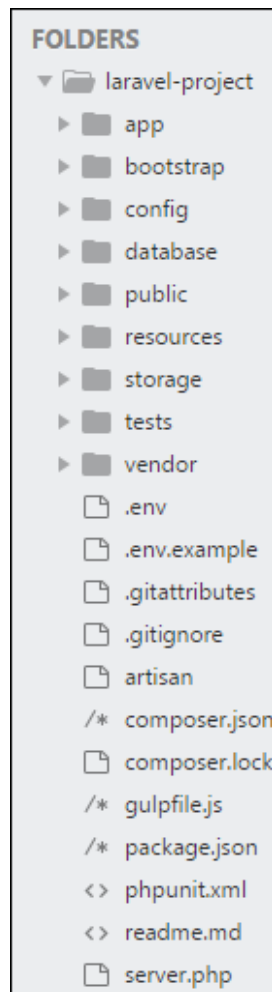 FOLDERS
laravel-project
app
bootstrap
config
database
public
resources
storage
tests
vendor
.env
.env.example
.gitattributes
.gitignore
artisan
/* composer.json
composer.lock
/* gulpfile.js
/* package.json
<> phpunit.xml
<> readme.md
server.php